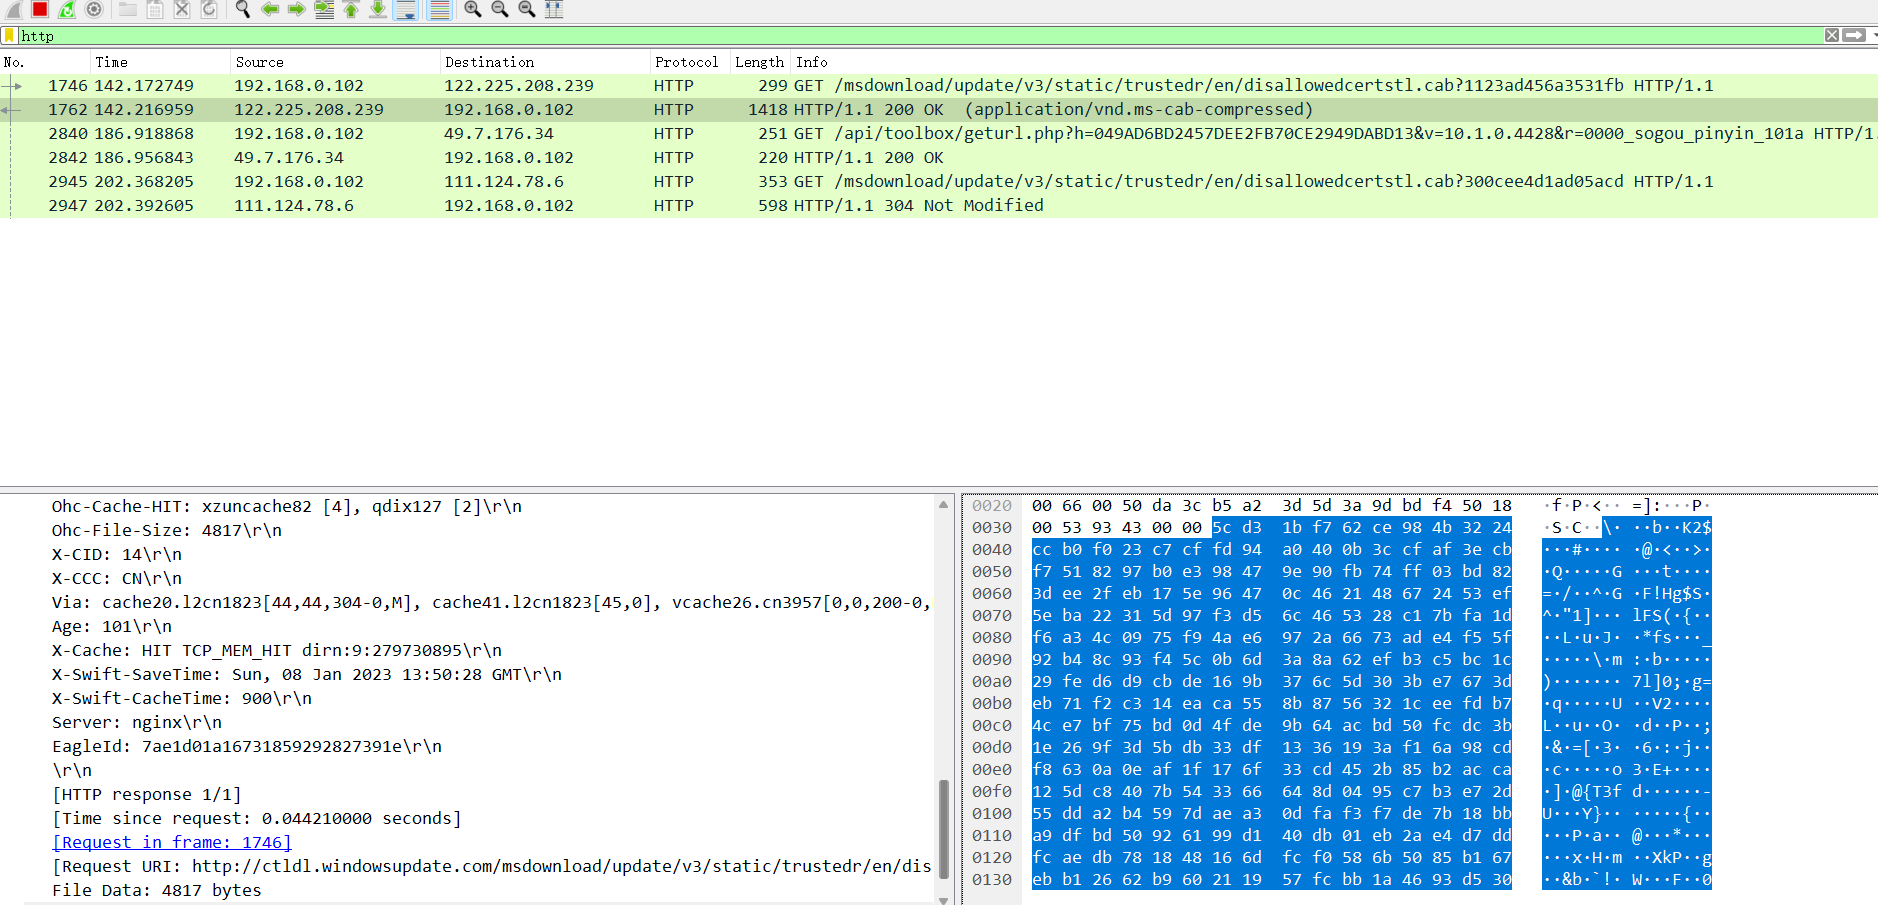 http
No. Time Source Destination Protocol Length Info
1746 142.172749 192.168.0.102 122.225.208.239 HTTP 299 GET /msdownload/update/v3/static/trustedr/en/disallowedcertstl.cab?1123ad456a3531fb HTTP/1.1
1762 142.216959 122.225.208.239 192.168.0.102 HTTP 1418 HTTP/1.1 200 OK (application/vnd.ms-cab-compressed)
2840 186.918868 192.168.0.102 49.7.176.34 HTTP 251 GET /api/toolbox/geturl.php?h=049AD6BD2457DEE2FB70CE2949DABD13&v=10.1.0.4428&r=0000_sogou_pinyin_101a HTTP/1.
2842 186.956843 49.7.176.34 192.168.0.102 HTTP 220 HTTP/1.1 200 OK
2945 202.368205 192.168.0.102 111.124.78.6 HTTP 353 GET /msdownload/update/v3/static/trustedr/en/disallowedcertstl.cab?300cee4d1ad05acd HTTP/1.1
2947 202.392605 111.124.78.6 192.168.0.102 HTTP 598 HTTP/1.1 304 Not Modified
Ohc-Cache-HIT: xzuncache82 [4], qdix127 [2]\r\n
Ohc-File-Size: 4817\r\n
X-CID: 14\r\n
X-CCC: CN\r\n
Via: cache20.l2cn1823[44,44,304-0,M], cache41.l2cn1823[45,0], vcache26.cn3957[0,0,200-0,
Age: 101\r\n
X-Cache: HIT TCP_MEM_HIT dirn:9:279730895\r\n
X-Swift-SaveTime: Sun, 08 Jan 2023 13:50:28 GMT\r\n
X-Swift-CacheTime: 900\r\n
Server: nginx\r\n
EagleId: 7ae1d01a16731859292827391e\r\n
\r\n
[HTTP response 1/1]
[Time since request: 0.044210000 seconds]
[Request in frame: 1746]
[Request URI: http://ctldl.windowsupdate.com/msdownload/update/v3/static/trustedr/en/dis
File Data: 4817 bytes
0020 00 66 00 50 da 3c b5 a2 3d 5d 3a 9d bd f4 50 18 ·f·P·<·· =]:···P·
0030 00 53 93 43 00 00 5c d3 1b f7 62 ce 98 4b 32 24 ·S·C··\· ··b··K2$
0040 cc b0 f0 23 c7 cf fd 94 a0 40 0b 3c cf af 3e cb ···#···· ·@·<··>·
0050 f7 51 82 97 b0 e3 98 47 9e 90 fb 74 ff 03 bd 82 ·Q·····G ···t····
0060 3d ee 2f eb 17 5e 96 47 0c 46 21 48 67 24 53 ef =·/··^·G ·F!Hg$S·
0070 5e ba 22 31 5d 97 f3 d5 6c 46 53 28 c1 7b fa 1d ^·"1]··· lFS(·{··
0080 f6 a3 4c 09 75 f9 4a e6 97 2a 66 73 ad e4 f5 5f ··L·u·J· ·*fs···_
0090 92 b4 8c 93 f4 5c 0b 6d 3a 8a 62 ef b3 c5 bc 1c ·····\·m :·b·····
00a0 29 fe d6 d9 cb de 16 9b 37 6c 5d 30 3b e7 67 3d )······· 7l]0;·g=
00b0 eb 71 f2 c3 14 ea ca 55 8b 87 56 32 1c ee fd b7 ·q·····U ··V2····
00c0 4c e7 bf 75 bd 0d 4f de 9b 64 ac bd 50 fc dc 3b L··u··O· ·d··P··;
00d0 1e 26 9f 3d 5b db 33 df 13 36 19 3a f1 6a 98 cd ·&·=[·3· ·6·:·j··
00e0 f8 63 0a 0e af 1f 17 6f 33 cd 45 2b 85 b2 ac ca ·c·····o 3·E+····
00f0 12 5d c8 40 7b 54 33 66 64 8d 04 95 c7 b3 e7 2d ·]·@{T3f d······-
0100 55 dd a2 b4 59 7d ae a3 0d fa f3 f7 de 7b 18 bb U···Y}·· ·····{··
0110 a9 df bd 50 92 61 99 d1 40 db 01 eb 2a e4 d7 dd ···P·a·· @···*···
0120 fc ae db 78 18 48 16 6d fc f0 58 6b 50 85 b1 67 ···x·H·m ··XkP··g
0130 eb b1 26 62 b9 60 21 19 57 fc bb 1a 46 93 d5 30 ··&b·`!· W···F··0